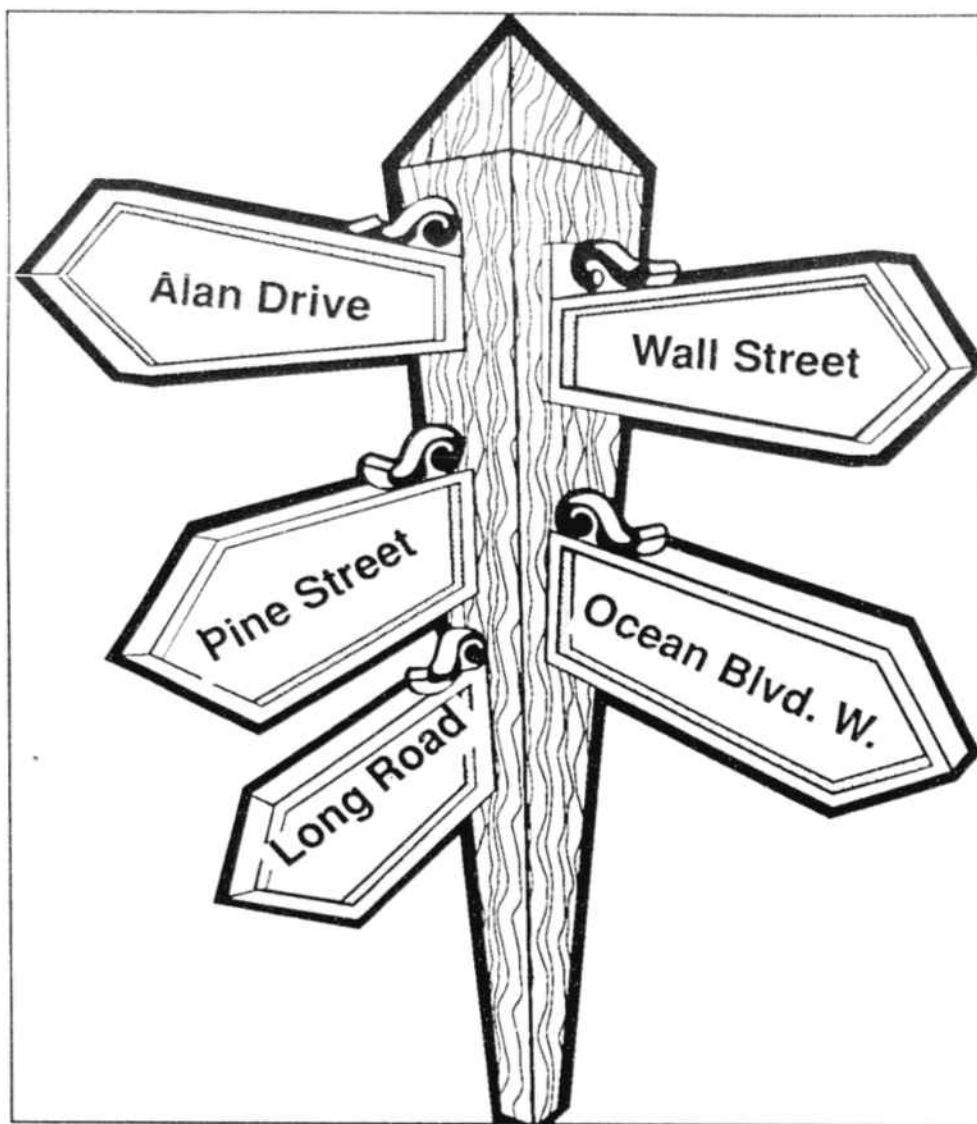 Alan Drive
Wall Street
Pine Street
Ocean Blvd. W.
Long Road